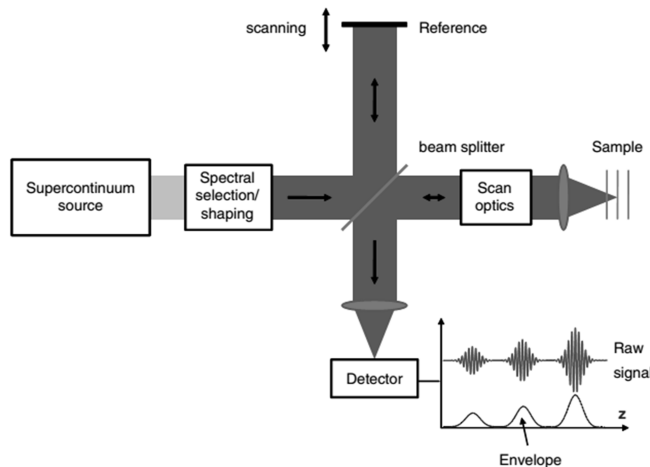 scanning
Reference
beam splitter
Sample
Supercontinuum
source
Spectral
selection/
shaping
Scan
optics
Detector
Raw
signal
z
Envelope